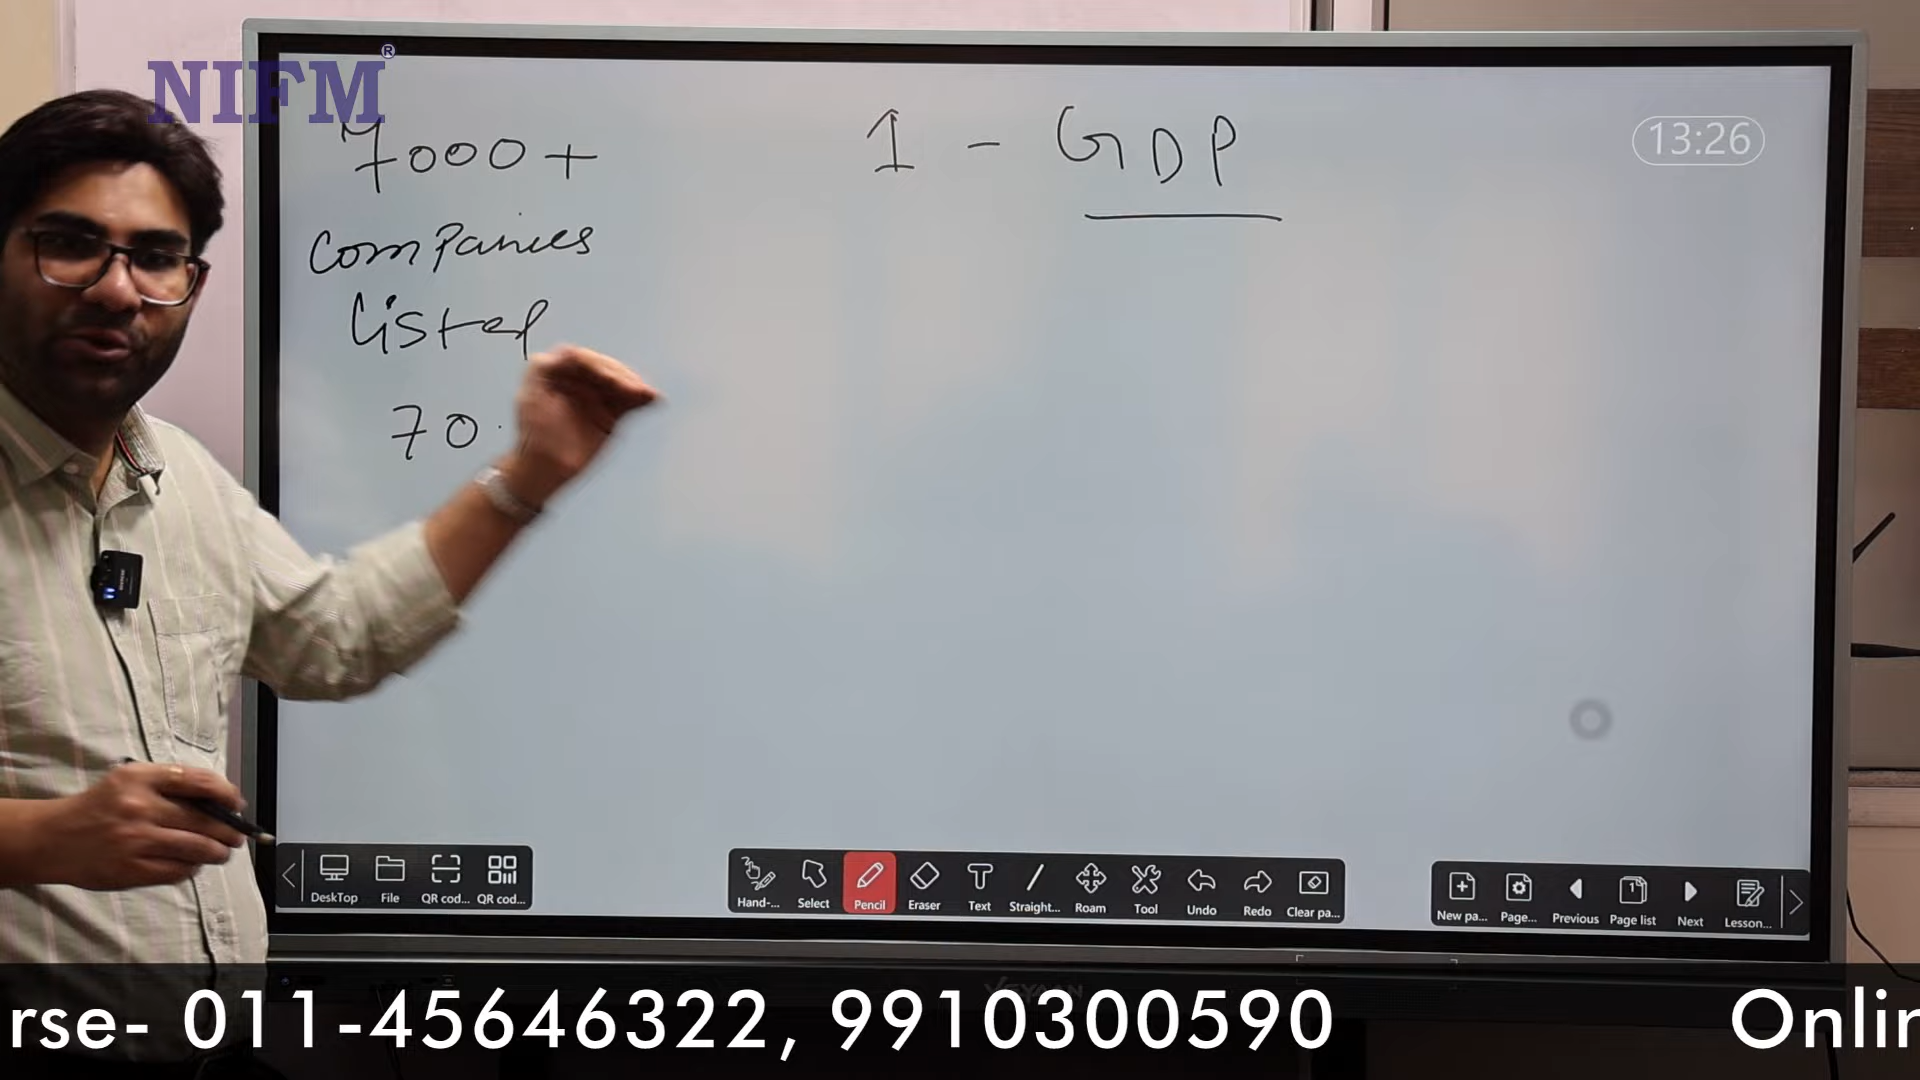 NIFM®
7000+
Companies
listed
70
1 - GDP
13:26
DeskTop File QR cod... QR cod...
Hand-... Select Pencil Eraser Text Straight... Roam Tool Undo Redo Clear pa...
New pa... Page... Previous Page list Next Lesson...
rse- 011-45646322, 9910300590 Onlin